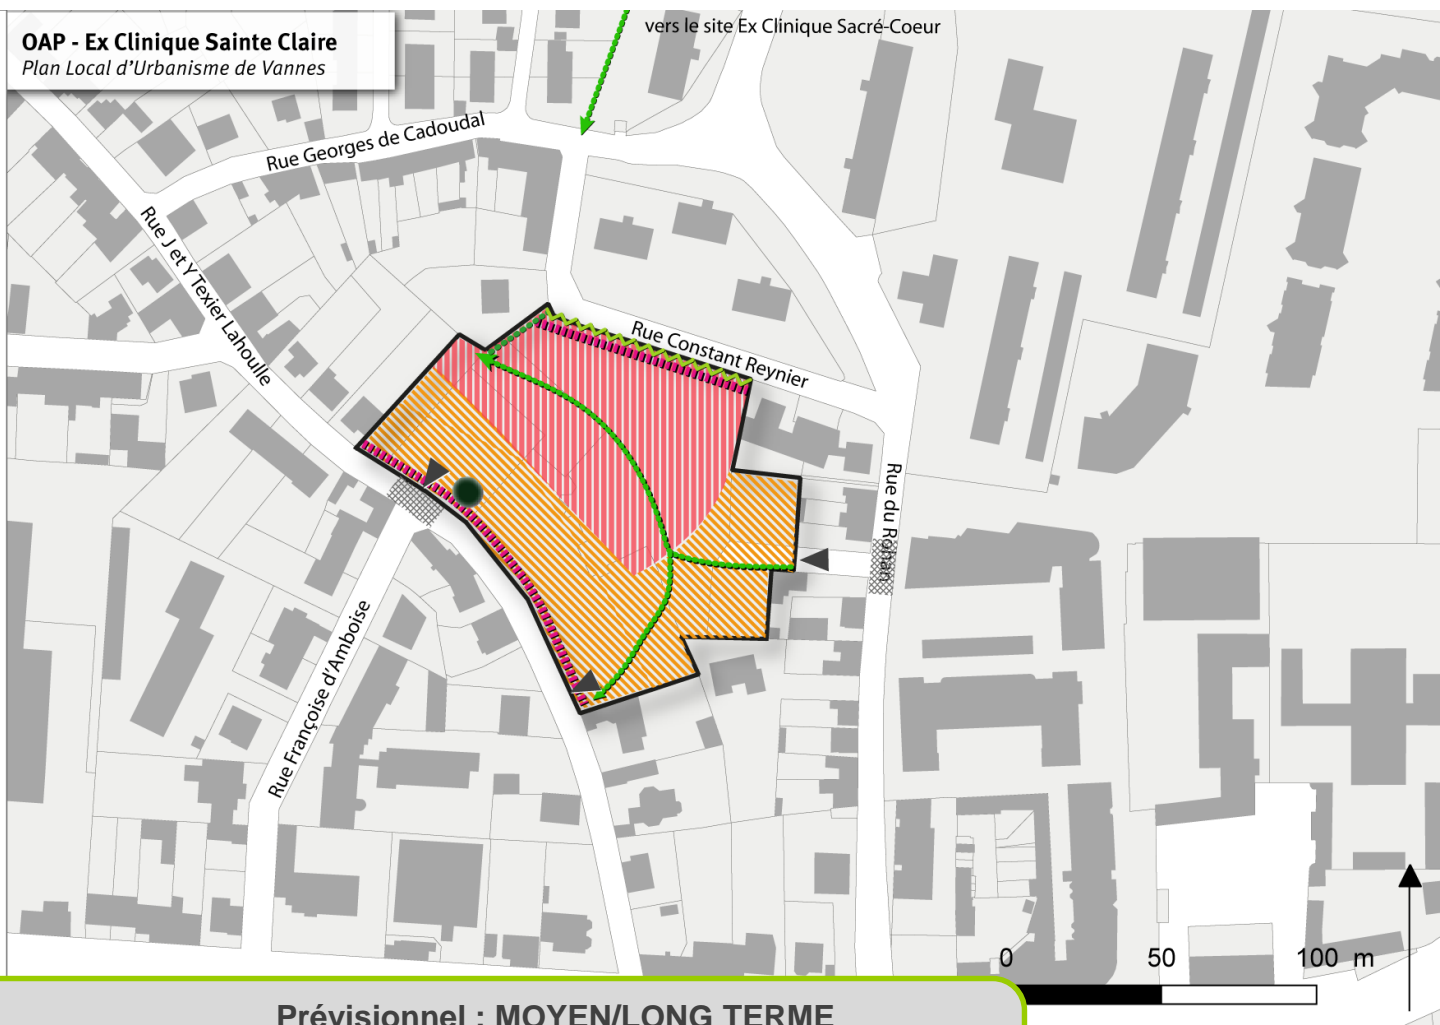 OAP - Ex Clinique Sainte Claire
Plan Local d'Urbanisme de Vannes
vers le site Ex Clinique Sacré-Coeur
Rue Georges de Cadoudal
Rue J et Y Texier Lahoulle
Rue Constant Reynier
Rue du Rohan
Rue Françoise d'Amboise
0 50 100 m
Prévisionnel : MOYEN/LONG TERME